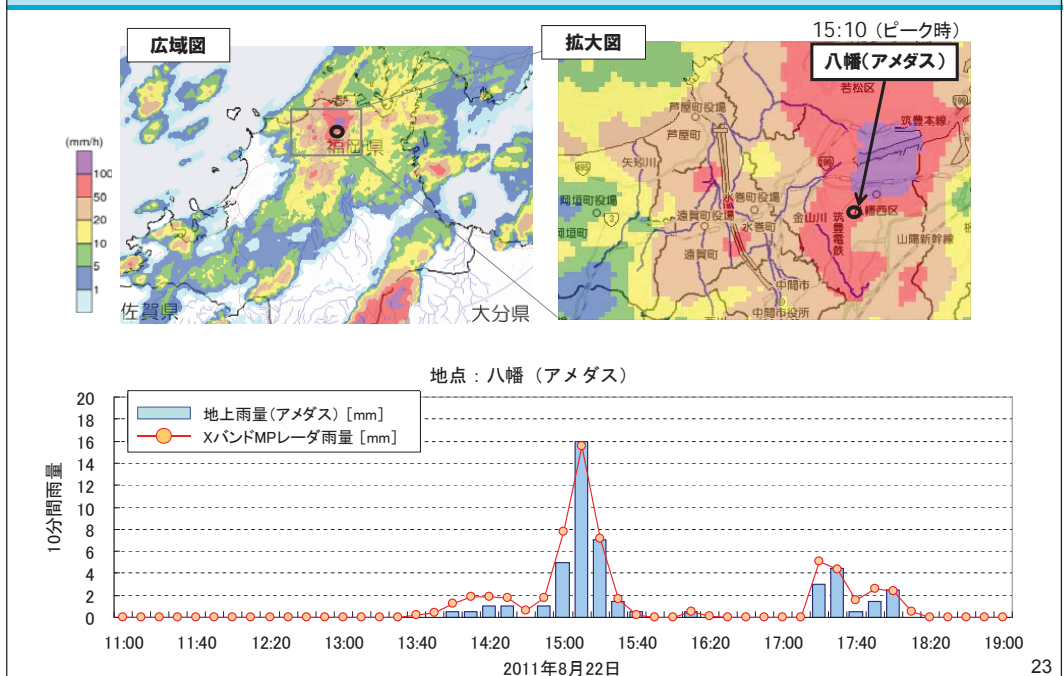 広域図
拡大図
15:10 (ピーク時)
八幡(アメダス)
(mm/h)
100
50
20
10
5
1
福岡県
佐賀県
大分県
若松区
芦屋町役場
芦屋町
筑豊本線
199
199
矢矧川
495
岡垣町役場
3
岡垣町
水巻町役場
遠賀町役場
水巻町
遠賀町
金山川
筑豊電鉄
幡西区
山陽新幹線
中間市
中間市役所
地点：八幡（アメダス）
地上雨量(アメダス) [mm]
XバンドMPレーダ雨量 [mm]
10分間雨量
20
18
16
14
12
10
8
6
4
2
0
11:00 11:40 12:20 13:00 13:40 14:20 15:00 15:40 16:20 17:00 17:40 18:20 19:00
2011年8月22日
23